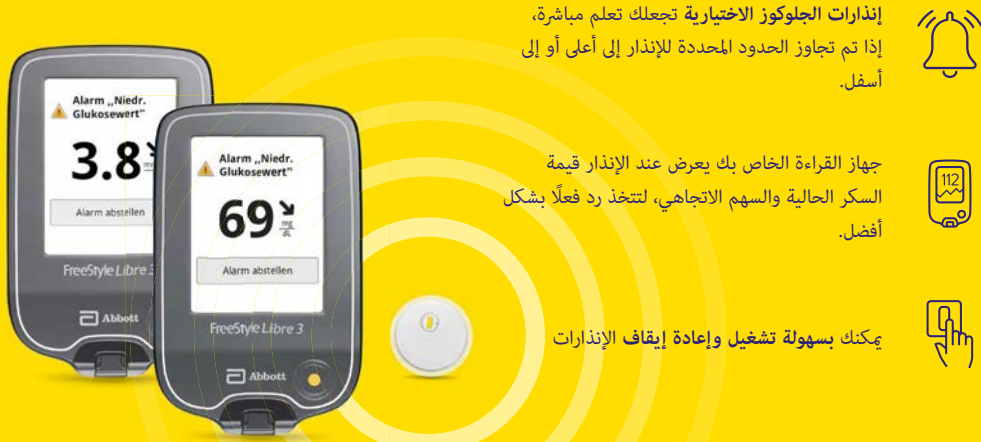 إنذارات الجلوكوز الاختيارية تجعلك تعلم مباشرة،
إذا تم تجاوز الحدود المحددة للإنذار إلى أعلى أو إلى
أسفل.
جهاز القراءة الخاص بك يعرض عند الإنذار قيمة
السكر الحالية والسهم الاتجاهي، لتتخذ رد فعلًا بشكل
أفضل.
112
يمكنك بسهولة تشغيل وإعادة إيقاف الإنذارات
Alarm „Niedr.
Glukosewert“
3.8
Alarm abstellen
FreeStyle Libre 3
Abbott
Alarm „Niedr.
Glukosewert“
69 mg/dL
Alarm abstellen
FreeStyle Libre 3
Abbott